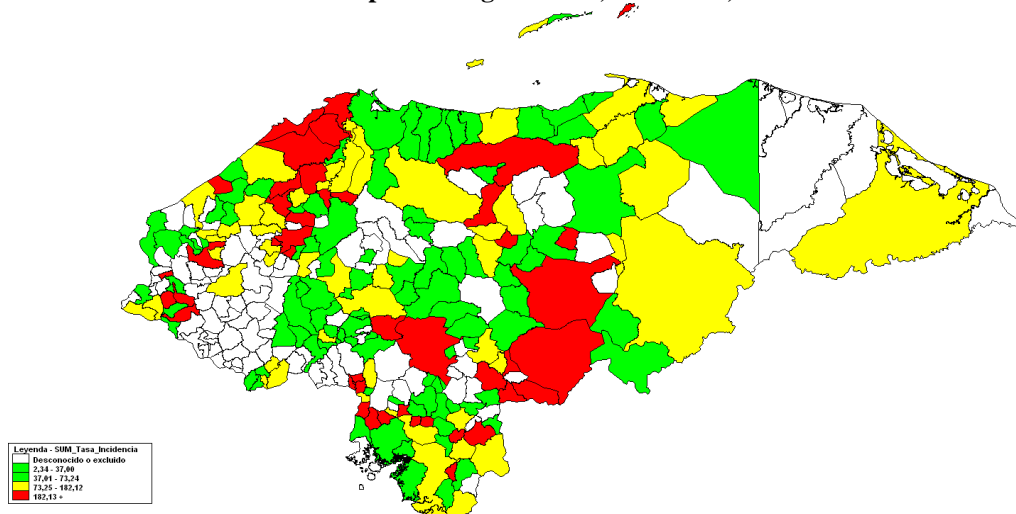 Leyenda - SUM_Tasa_Incidencia
Desconocido o excluido
2,34 - 37,00
37,01 - 73,24
73,25 - 182,12
182,13 +